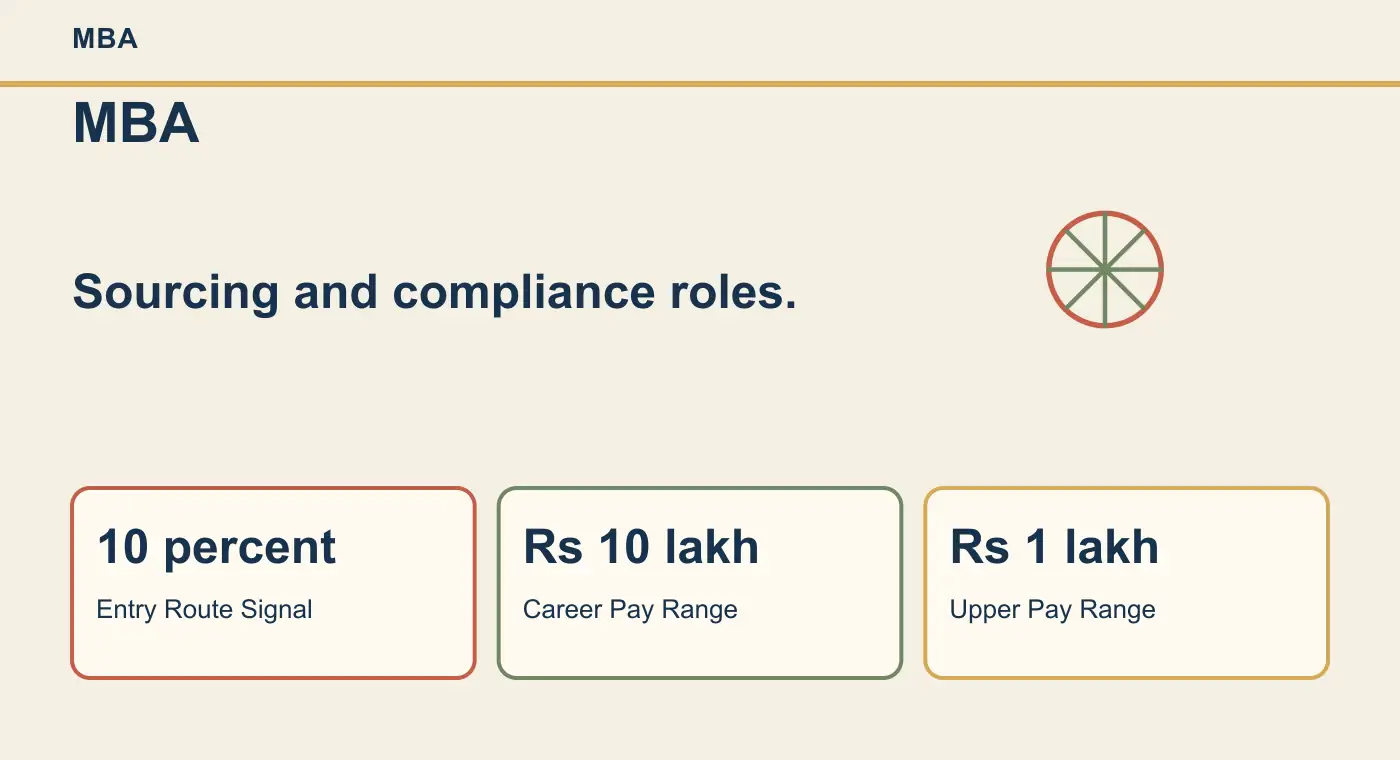 MBA
MBA
Sourcing and compliance roles.
10 percent
Entry Route Signal
Rs 10 lakh
Career Pay Range
Rs 1 lakh
Upper Pay Range